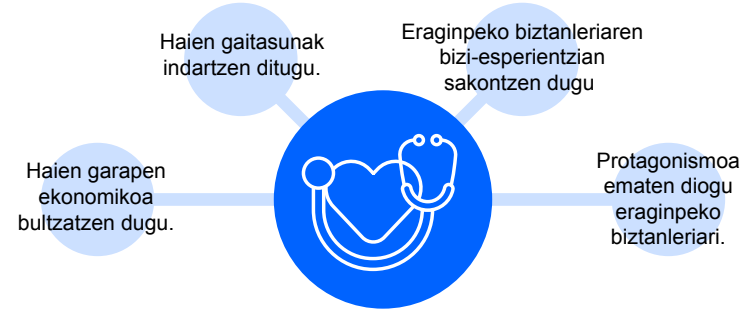 Haien gaitasunak
indartzen ditugu.
Eraginpeko biztanleriaren
bizi-esperientzian
sakontzen dugu
Haien garapen
ekonomikoa
bultzatzen dugu.
Protagonismoa
ematen diogu
eraginpeko
biztanleriari.